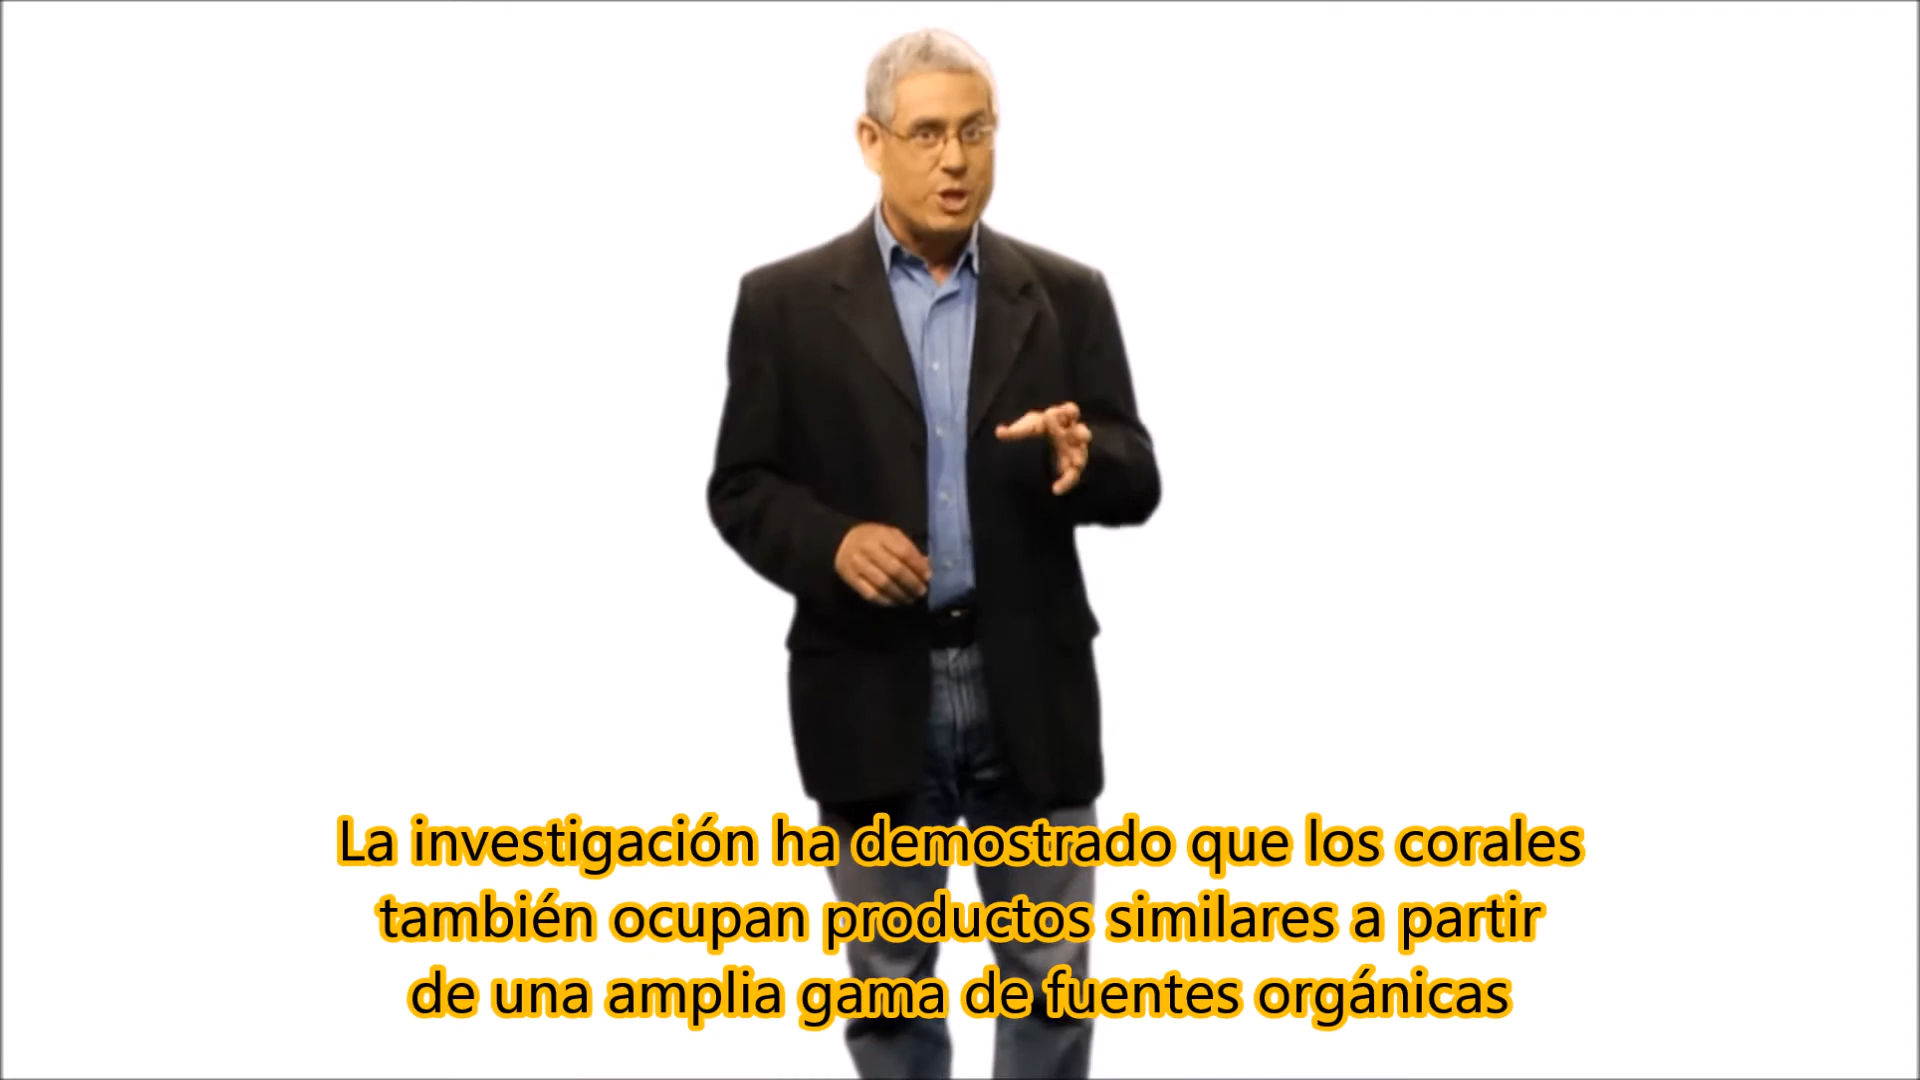 La investigación ha demostrado que los corales
también ocupan productos similares a partir
de una amplia gama de fuentes orgánicas